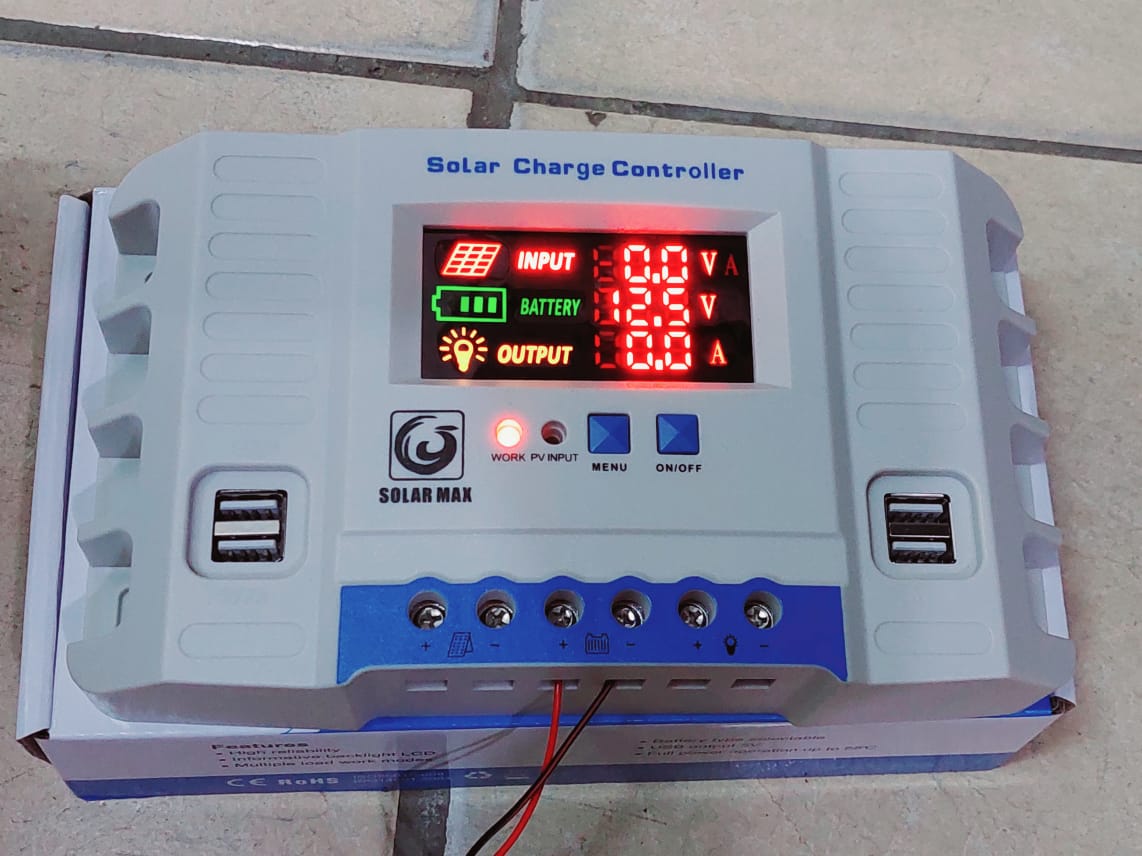 Solar Charge Controller
INPUT 0.0 V A
BATTERY 12.5 V
OUTPUT 0.0 A
WORK PV INPUT
MENU ON/OFF
SOLAR MAX
+ - + - + -
Features
• High reliability
• Informative backlight LCD
• Multiple load work modes
• Battery type selectable
• USB output 5V
CE RoHS